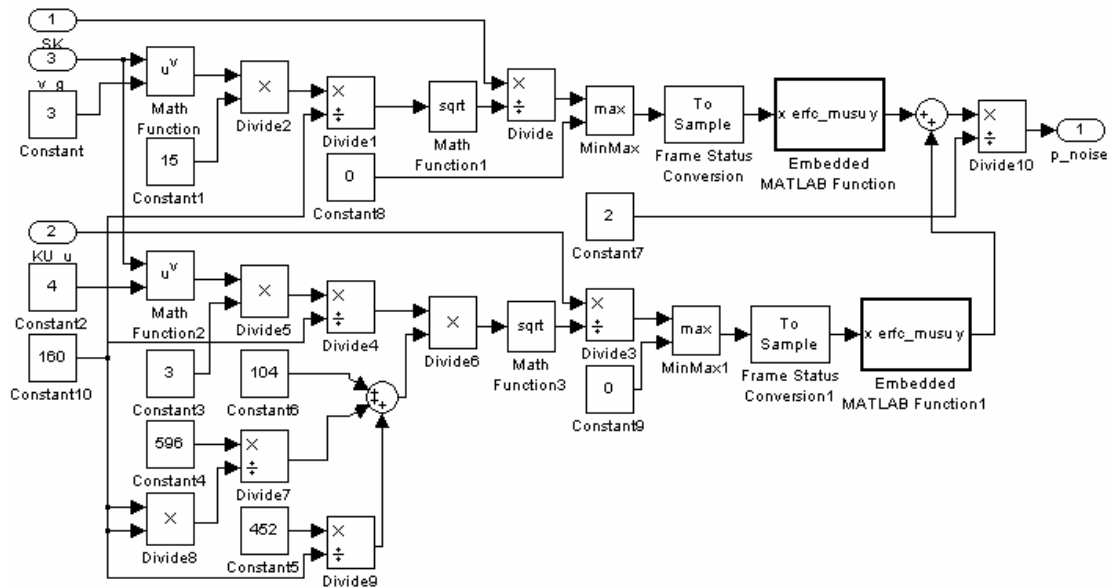 1
SK
3
v_g
3
Constant
u^v
Math
Function
15
Constant1
×
Divide2
×
÷
Divide1
sqrt
Math
Function1
0
Constant8
×
÷
Divide
max
MinMax
To
Sample
Frame Status
Conversion
x erfc_musu y
Embedded
MATLAB Function
+
+
×
÷
Divide10
1
p_noise
2
Constant7
2
KU_u
4
Constant2
160
Constant10
u^v
Math
Function2
3
Constant3
×
Divide5
×
÷
Divide4
×
Divide6
sqrt
Math
Function3
×
÷
Divide3
0
Constant9
max
MinMax1
To
Sample
Frame Status
Conversion1
x erfc_musu y
Embedded
MATLAB Function1
104
Constant6
+
+
+
596
Constant4
×
÷
Divide7
×
Divide8
452
Constant5
×
÷
Divide9